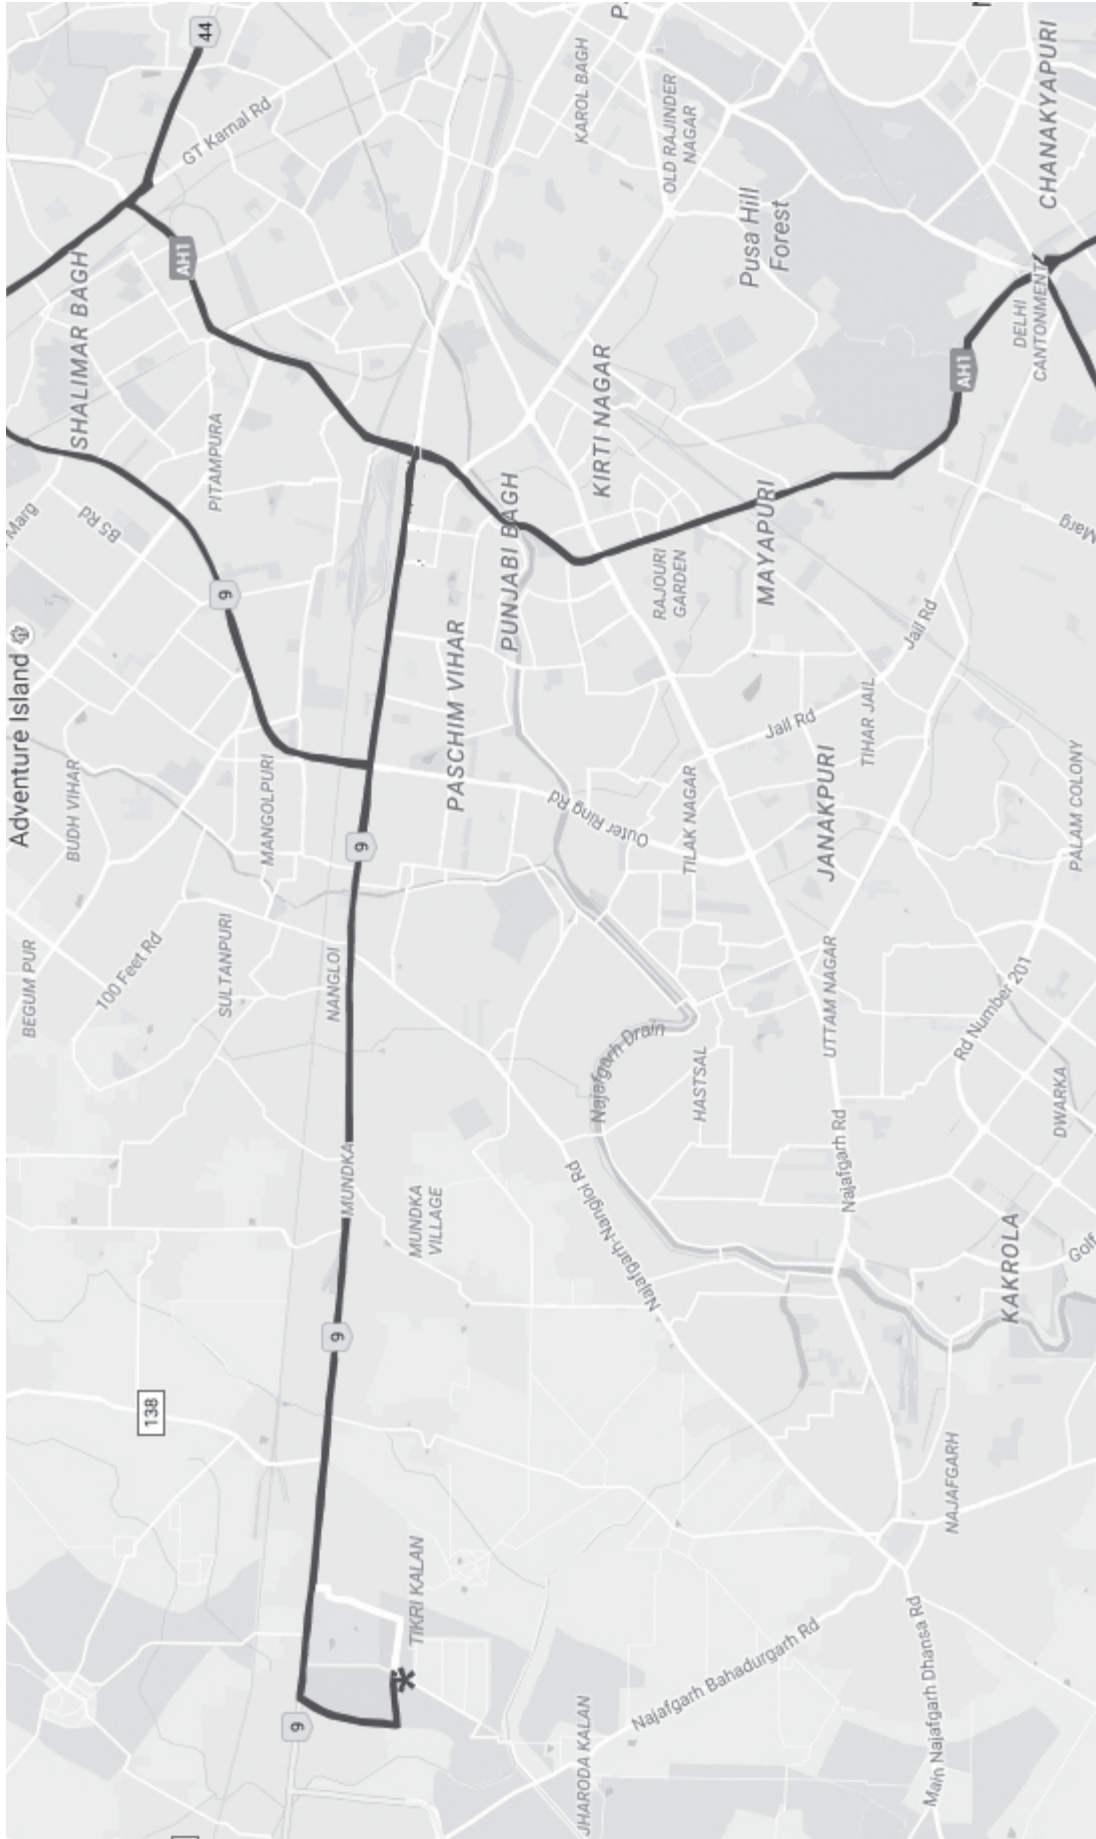 Adventure Island
Marg
BEGUM PUR
BUDH VIHAR
SHALIMAR BAGH
B5 Rd
100 Feet Rd
138
AH1
44
PITAMPURA
SULTANPURI
9
GT Karnal Rd
MANGOLPURI
9
NANGLOI
9
MUNDKA
9
TIKRI KALAN
MUNDKA
VILLAGE
PASCHIM VIHAR
PUNJABI BAGH
KAROL BAGH
JHARODA KALAN
Outer Ring Rd
KIRTI NAGAR
Najafgarh-Nangloi Rd
Najafgarh Drain
P.
RAJOURI
GARDEN
OLD RAJINDER
NAGAR
TILAK NAGAR
HASTSAL
Najafgarh Bahadurgarh Rd
Pusa Hill
Forest
MAYAPURI
Jail Rd
JANAKPURI
UTTAM NAGAR
Najafgarh Rd
TIHAR JAIL
Jail Rd
Main Najafgarh Dhansa Rd
NAJAFGARH
AH1
Rd Number 201
KAKROLA
DELHI
CANTONMENT
CHANAKYAPURI
DWARKA
PALAM COLONY
Golf
Marg